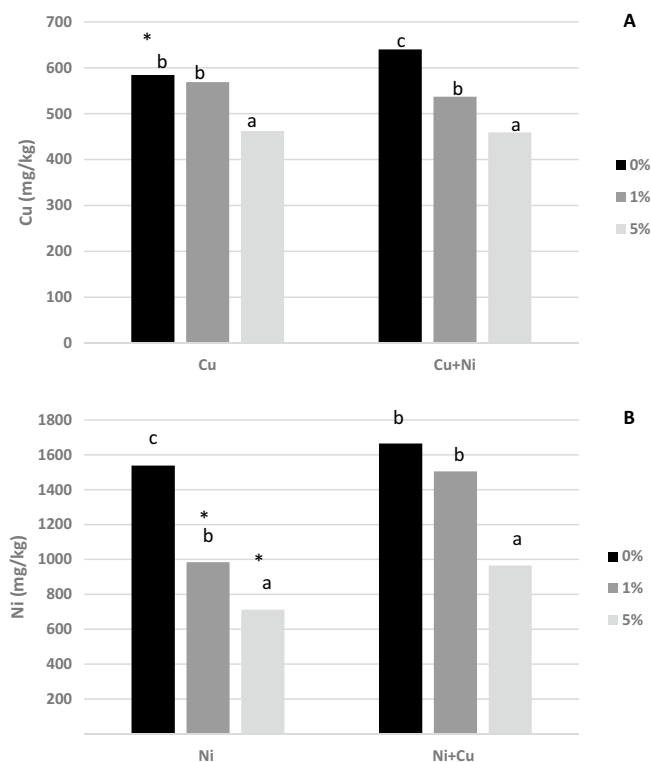 A
700
600
500
400
300
200
100
0
Cu (mg/kg)
*
b
b
a
c
b
a
Cu
Cu+Ni
0%
1%
5%
B
1800
1600
1400
1200
1000
800
600
400
200
Ni (mg/kg)
c
*
b
*
a
b
b
a
Ni
Ni+Cu
0%
1%
5%